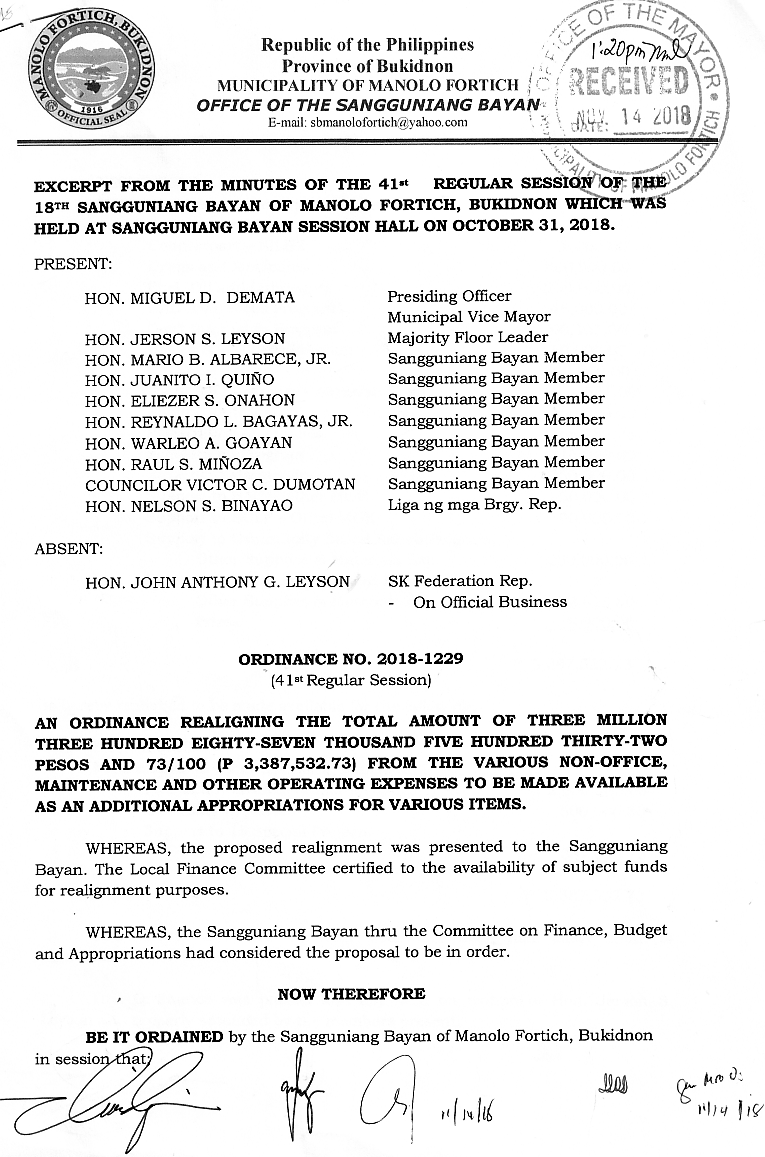 MANOLO FORTICH, BUKIDNON
1916
OFFICIAL SEAL
Republic of the Philippines
Province of Bukidnon
MUNICIPALITY OF MANOLO FORTICH
OFFICE OF THE SANGGUNIANG BAYAN
E-mail: sbmanolofortich@yahoo.com
OFFICE OF THE MAYOR
1:20pm
RECEIVED
DATE: NOV. 14 2018
MUNICIPALITY OF MANOLO FORTICH
EXCERPT FROM THE MINUTES OF THE 41st REGULAR SESSION OF THE
18TH SANGGUNIANG BAYAN OF MANOLO FORTICH, BUKIDNON WHICH WAS
HELD AT SANGGUNIANG BAYAN SESSION HALL ON OCTOBER 31, 2018.
PRESENT:
HON. MIGUEL D. DEMATA Presiding Officer
Municipal Vice Mayor
HON. JERSON S. LEYSON Majority Floor Leader
HON. MARIO B. ALBARECE, JR. Sangguniang Bayan Member
HON. JUANITO I. QUIÑO Sangguniang Bayan Member
HON. ELIEZER S. ONAHON Sangguniang Bayan Member
HON. REYNALDO L. BAGAYAS, JR. Sangguniang Bayan Member
HON. WARLEO A. GOAYAN Sangguniang Bayan Member
HON. RAUL S. MIÑOZA Sangguniang Bayan Member
COUNCILOR VICTOR C. DUMOTAN Sangguniang Bayan Member
HON. NELSON S. BINAYAO Liga ng mga Brgy. Rep.
ABSENT:
HON. JOHN ANTHONY G. LEYSON SK Federation Rep.
- On Official Business
ORDINANCE NO. 2018-1229
(41st Regular Session)
AN ORDINANCE REALIGNING THE TOTAL AMOUNT OF THREE MILLION
THREE HUNDRED EIGHTY-SEVEN THOUSAND FIVE HUNDRED THIRTY-TWO
PESOS AND 73/100 (P 3,387,532.73) FROM THE VARIOUS NON-OFFICE,
MAINTENANCE AND OTHER OPERATING EXPENSES TO BE MADE AVAILABLE
AS AN ADDITIONAL APPROPRIATIONS FOR VARIOUS ITEMS.
WHEREAS, the proposed realignment was presented to the Sangguniang
Bayan. The Local Finance Committee certified to the availability of subject funds
for realignment purposes.
WHEREAS, the Sangguniang Bayan thru the Committee on Finance, Budget
and Appropriations had considered the proposal to be in order.
NOW THEREFORE
BE IT ORDAINED by the Sangguniang Bayan of Manolo Fortich, Bukidnon
in session that;
11/14/18
11/14/18